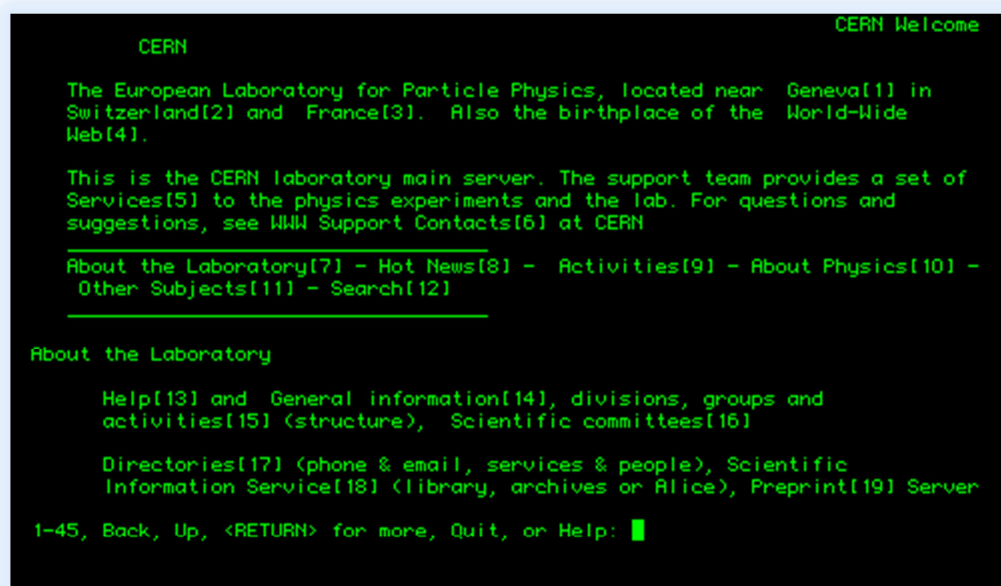 CERN Welcome
CERN
The European Laboratory for Particle Physics, located near Geneva[1] in
Switzerland[2] and France[3]. Also the birthplace of the World-Wide
Web[4].
This is the CERN laboratory main server. The support team provides a set of
Services[5] to the physics experiments and the lab. For questions and
suggestions, see WWW Support Contacts[6] at CERN
About the Laboratory[7] - Hot News[8] - Activities[9] - About Physics[10] -
Other Subjects[11] - Search[12]
About the Laboratory
Help[13] and General information[14], divisions, groups and
activities[15] (structure), Scientific committees[16]
Directories[17] (phone & email, services & people), Scientific
Information Service[18] (library, archives or Alice), Preprint[19] Server
1-45, Back, Up, <RETURN> for more, Quit, or Help: